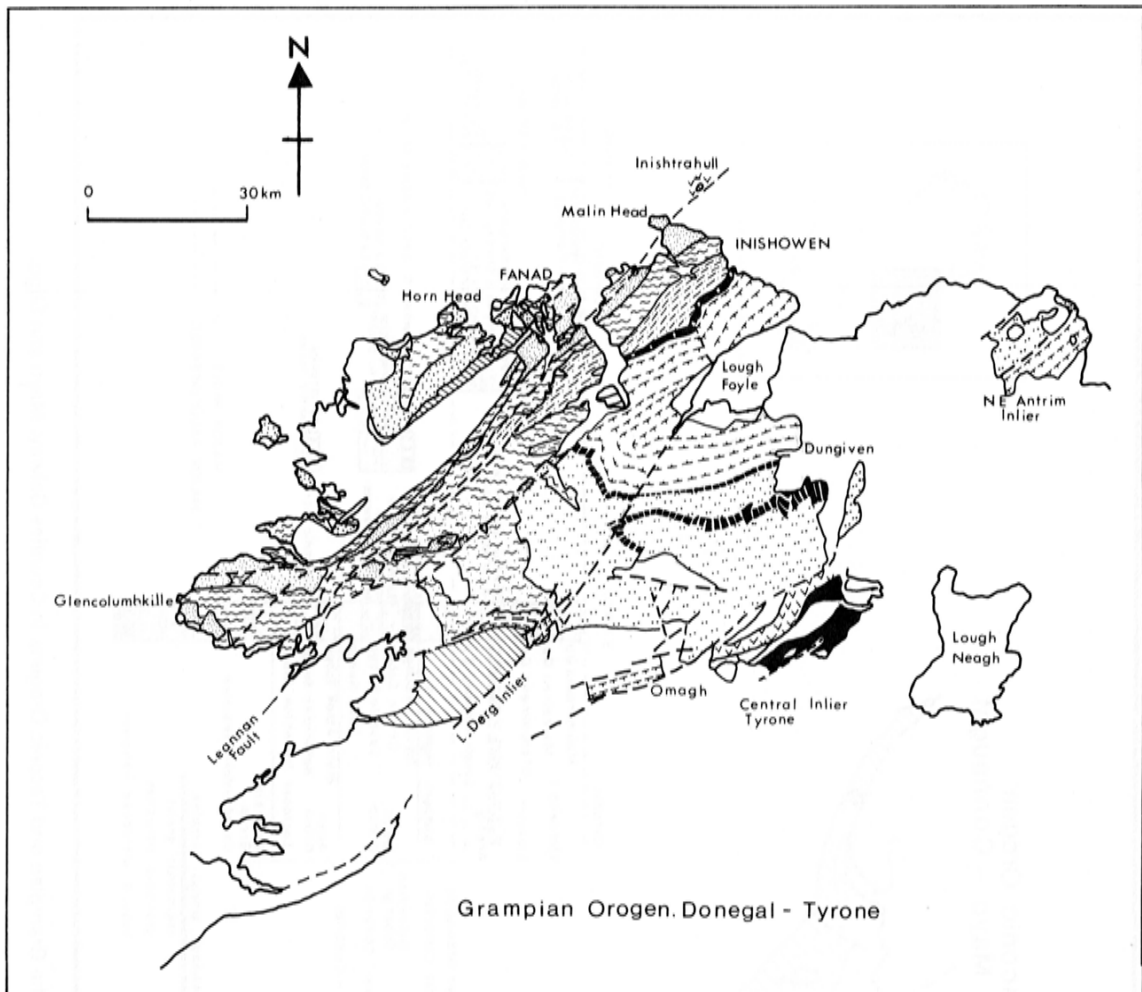 N
0
30 km
Inishtrahull
Malin Head
INISHOWEN
FANAD
Horn Head
Lough
Foyle
NE Antrim
Inlier
Dungiven
Glencolumhkille
Lough
Neagh
Omagh
Central Inlier
Tyrone
L. Derg Inlier
Leannan
Fault
Grampian Orogen. Donegal - Tyrone